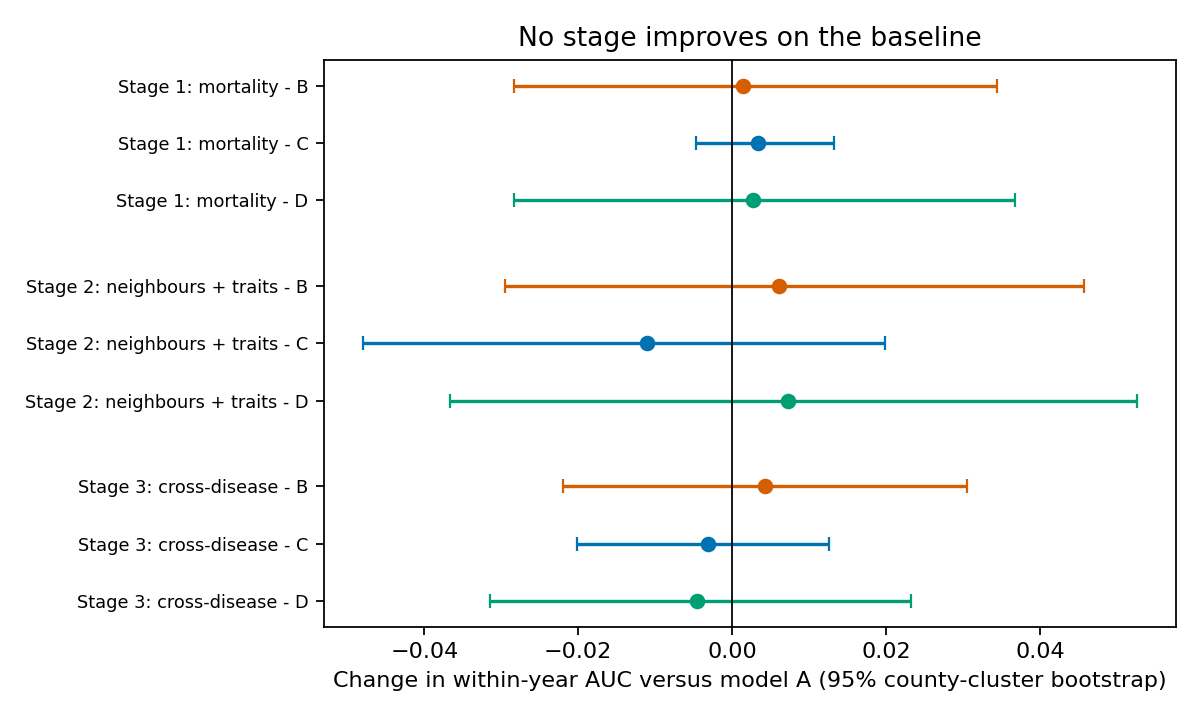 No stage improves on the baseline
Stage 1: mortality - B
Stage 1: mortality - C
Stage 1: mortality - D
Stage 2: neighbours + traits - B
Stage 2: neighbours + traits - C
Stage 2: neighbours + traits - D
Stage 3: cross-disease - B
Stage 3: cross-disease - C
Stage 3: cross-disease - D
−0.04 −0.02 0.00 0.02 0.04
Change in within-year AUC versus model A (95% county-cluster bootstrap)